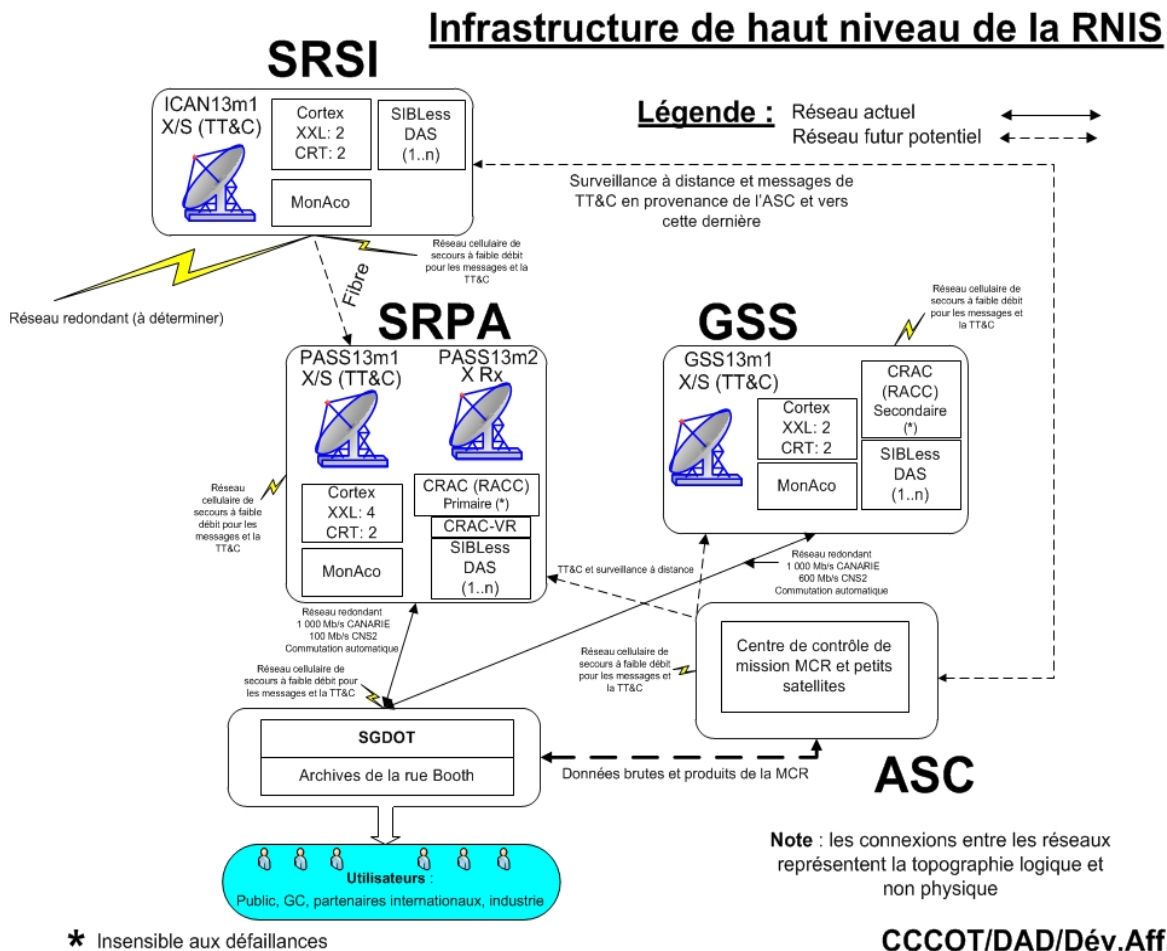 Infrastructure de haut niveau de la RNIS
SRSI
ICAN13m1
X/S (TT&C)
Cortex
XXL: 2
CRT: 2
SIBLess
DAS
(1..n)
MonAco
Légende :
Réseau actuel
Réseau futur potentiel
Surveillance à distance et messages de
TT&C en provenance de l'ASC et vers
cette dernière
Réseau cellulaire de
secours à faible débit
pour les messages et la
TT&C
Fibre
Réseau redondant (à déterminer)
SRPA
PASS13m1
X/S (TT&C)
PASS13m2
X Rx
Cortex
XXL: 4
CRT: 2
MonAco
CRAC (RACC)
Primaire (*)
CRAC-VR
SIBLess
DAS
(1..n)
Réseau
cellulaire de
secours à faible
débit pour les
messages et la
TT&C
GSS
Réseau cellulaire de
secours à faible débit
pour les messages et
la TT&C
GSS13m1
X/S (TT&C)
Cortex
XXL: 2
CRT: 2
MonAco
CRAC
(RACC)
Secondaire
(*)
SIBLess
DAS
(1..n)
TT&C et surveillance à distance
Réseau redondant
1 000 Mb/s CANARIE
600 Mb/s CNS2
Commutation automatique
Réseau redondant
1 000 Mb/s CANARIE
100 Mb/s CNS2
Commutation automatique
Réseau cellulaire de
secours à faible débit pour
les messages et la TT&C
Réseau cellulaire de
secours à faible débit
pour les messages et
la TT&C
Centre de contrôle de
mission MCR et petits
satellites
ASC
SGDOT
Archives de la rue Booth
Données brutes et produits de la MCR
Utilisateurs :
Public, GC, partenaires internationaux, industrie
Note : les connexions entre les réseaux
représentent la topographie logique et
non physique
* Insensible aux défaillances
CCCOT/DAD/Dév.Aff